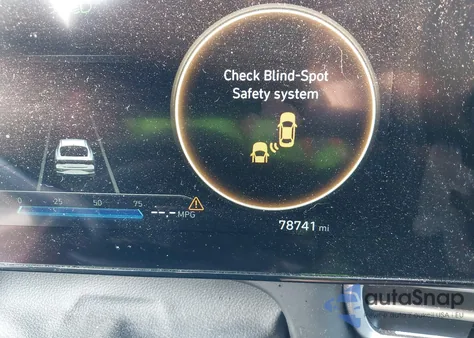 Check Blind-Spot
Safety system
0 25 50 75
---.- MPG
78741 mi
autoSnap